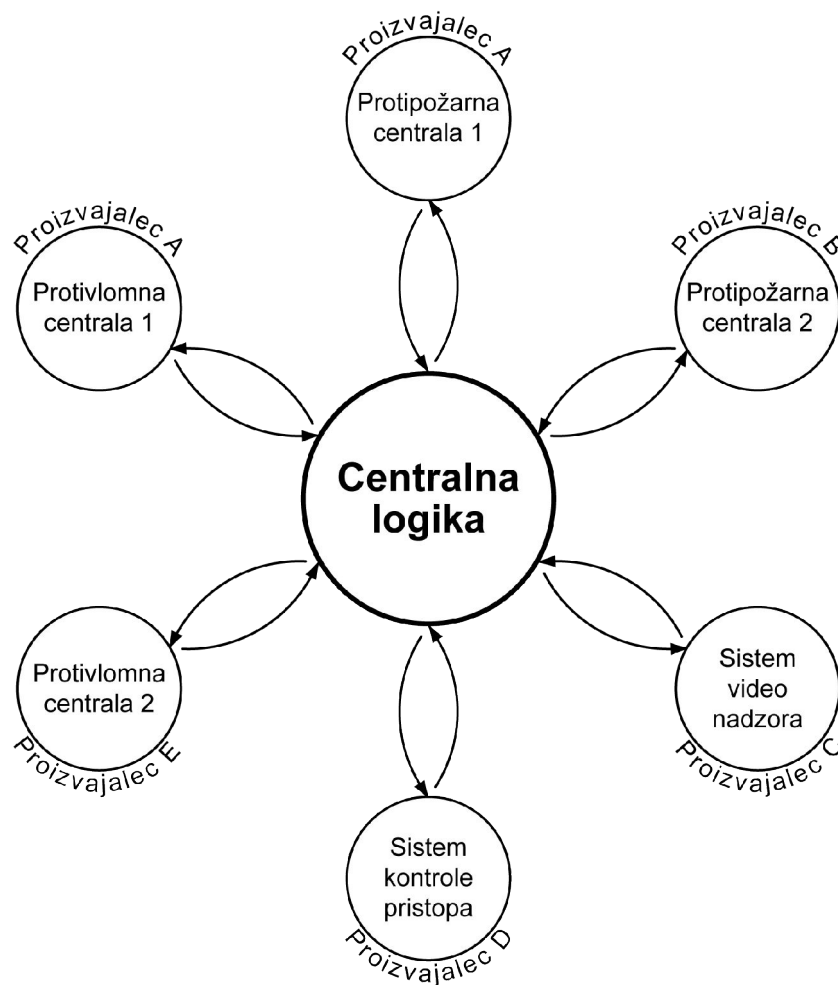 Proizvajalec A
Protipožarna
centrala 1
Proizvajalec A
Protivlomna
centrala 1
Proizvajalec B
Protipožarna
centrala 2
Centralna
logika
Protivlomna
centrala 2
Proizvajalec E
Sistem
video
nadzora
Proizvajalec C
Sistem
kontrole
pristopa
Proizvajalec D